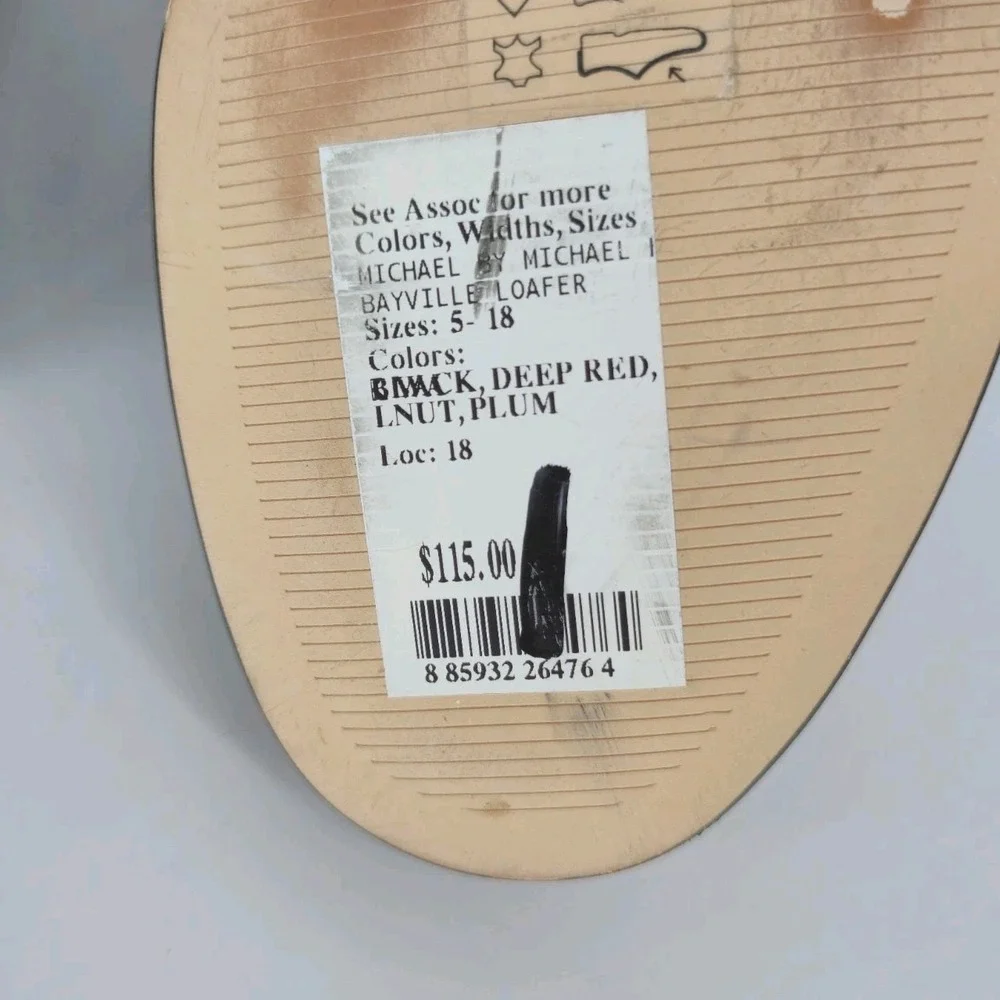 See Assoc for more
Colors, Widths, Sizes
MICHAEL BY MICHAEL
BAYVILLE LOAFER
Sizes: 5- 18
Colors:
BLACK, DEEP RED,
LNUT, PLUM
Loc: 18
$115.00
8 85932 26476 4